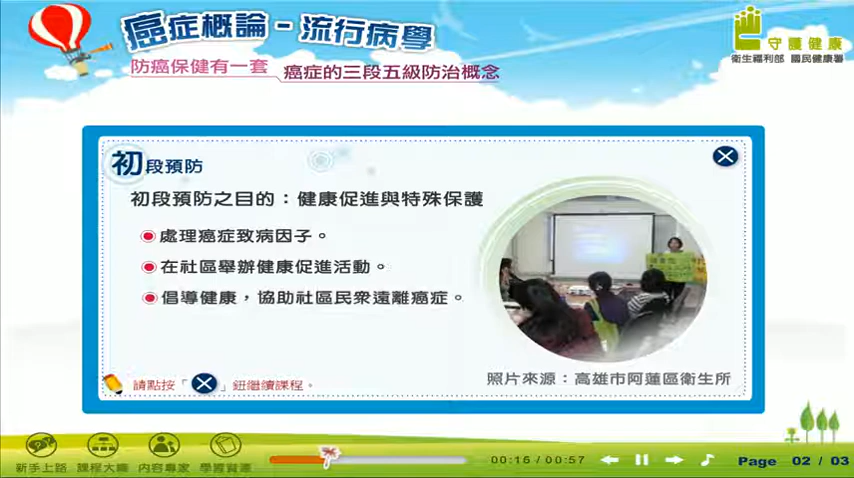 癌症概論-流行病學
守護健康
衛生福利部 國民健康署
防癌保健有一套 癌症的三段五級防治概念
初段預防
初段預防之目的：健康促進與特殊保護
處理癌症致病因子。
在社區舉辦健康促進活動。
倡導健康，協助社區民眾遠離癌症。
照片來源：高雄市阿蓮區衛生所
請點按「 」鈕繼續課程。
新手上路 課程大綱 內容專家 學習資源
00:16/00:57
Page 02 / 03